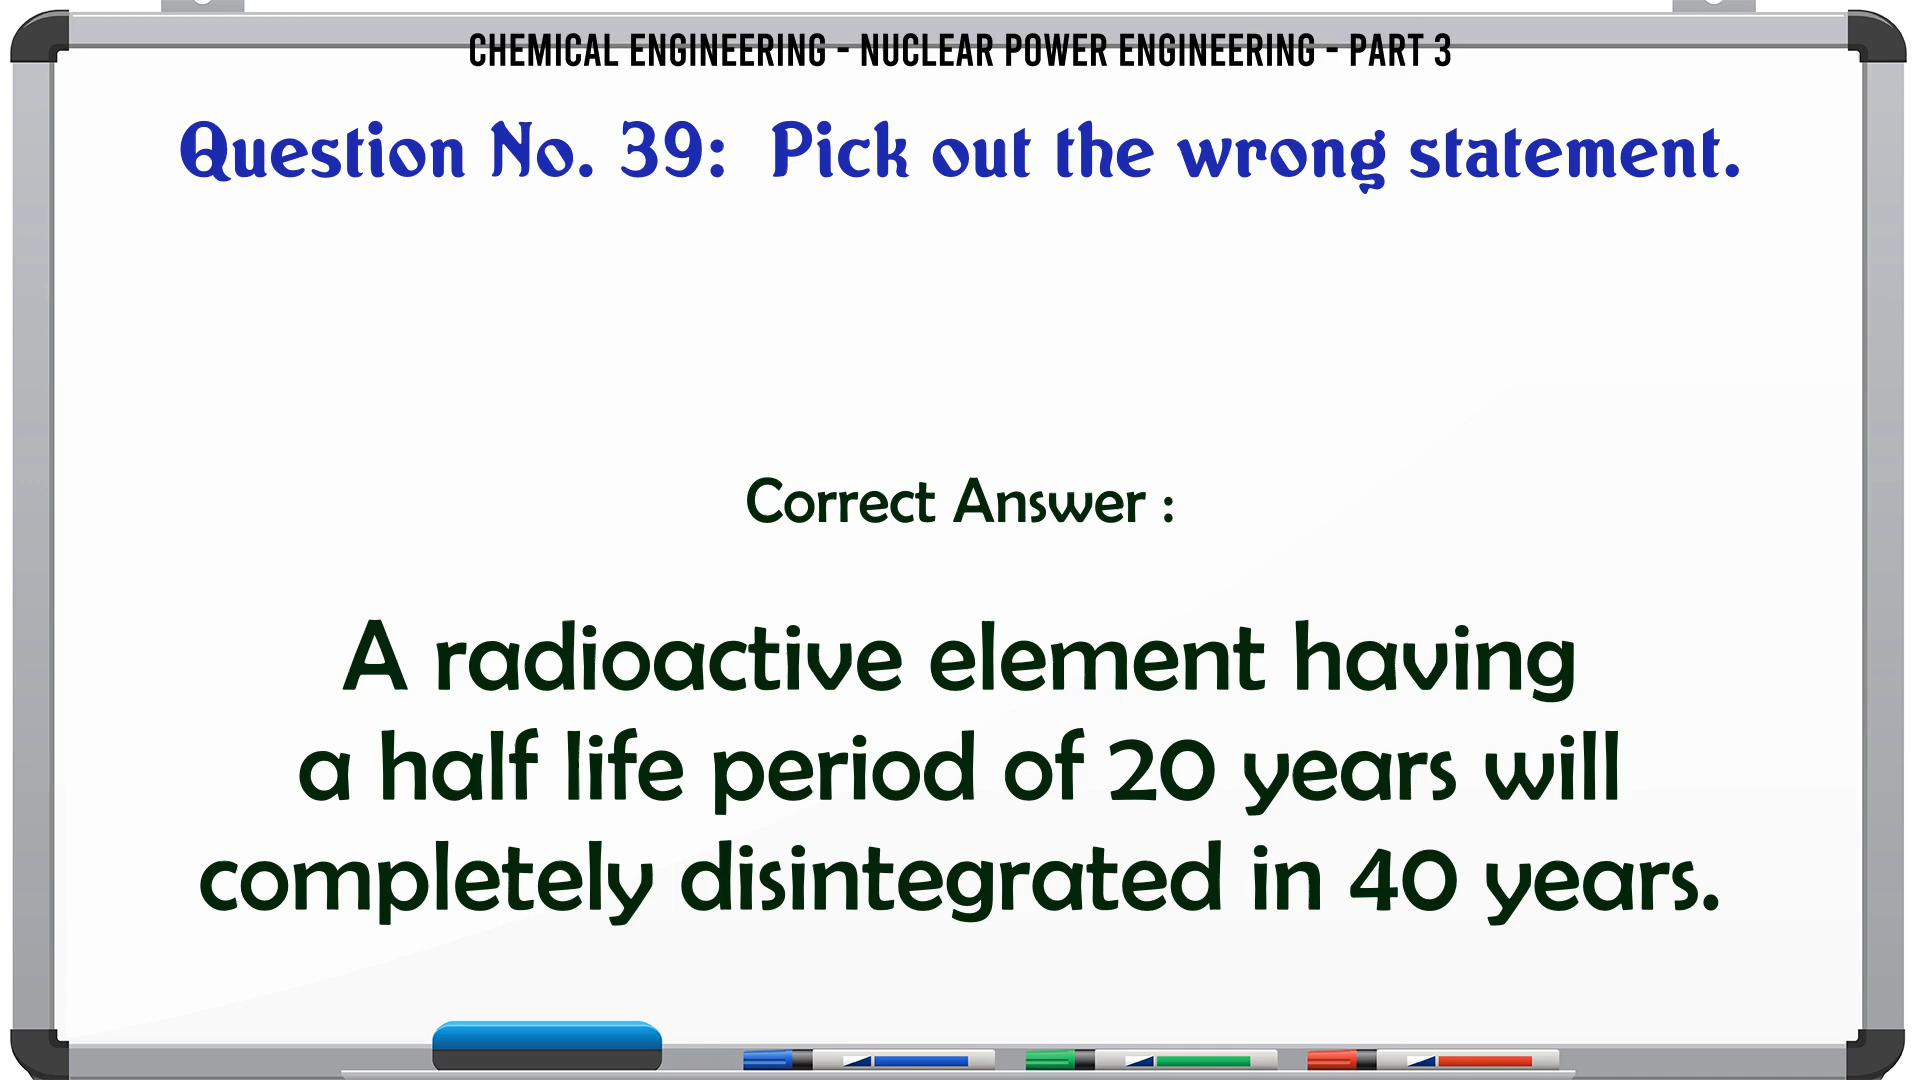 CHEMICAL ENGINEERING - NUCLEAR POWER ENGINEERING - PART 3
Question No. 39: Pick out the wrong statement.
Correct Answer :
A radioactive element having
a half life period of 20 years will
completely disintegrated in 40 years.